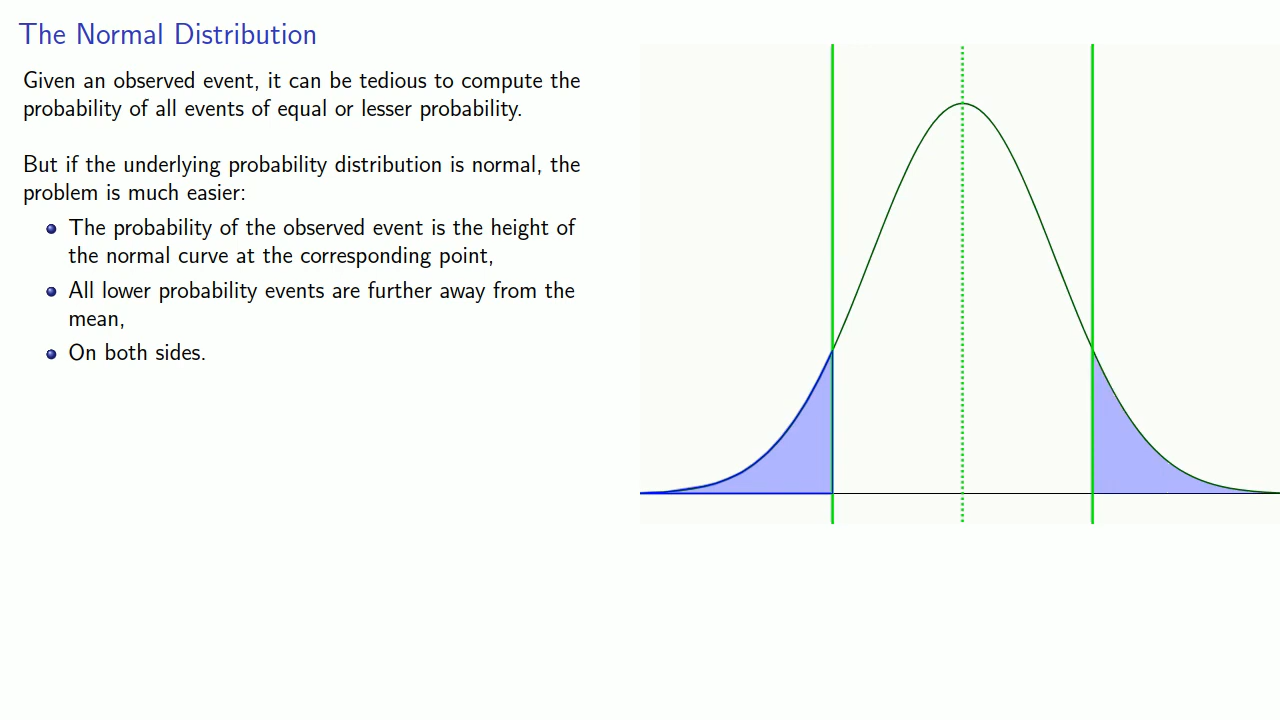 The Normal Distribution
Given an observed event, it can be tedious to compute the
probability of all events of equal or lesser probability.
But if the underlying probability distribution is normal, the
problem is much easier:
The probability of the observed event is the height of
the normal curve at the corresponding point,
All lower probability events are further away from the
mean,
On both sides.